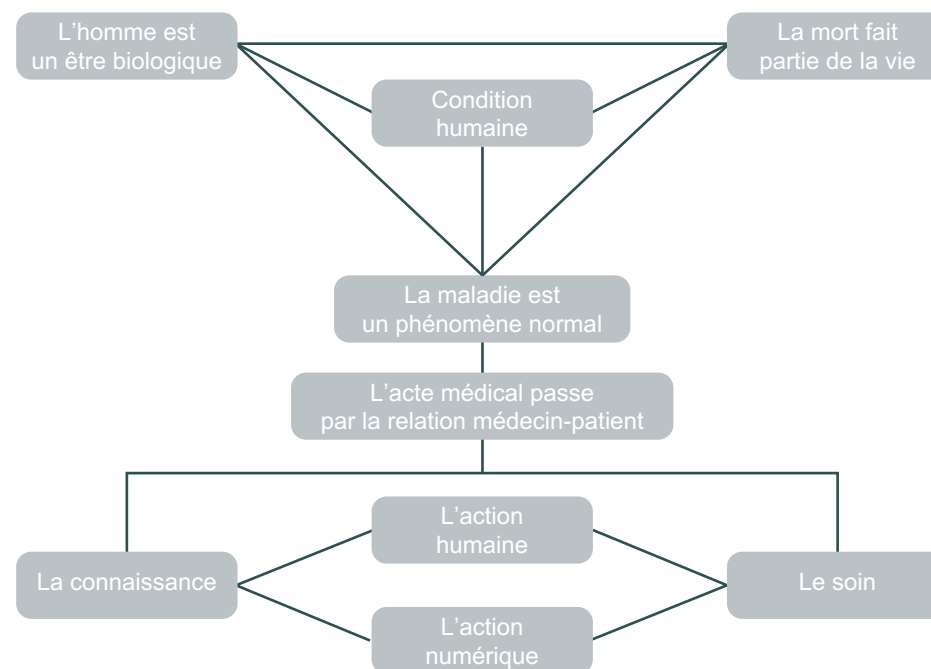 L’homme est
un être biologique
La mort fait
partie de la vie
Condition
humaine
La maladie est
un phénomène normal
L’acte médical passe
par la relation médecin-patient
L’action
humaine
La connaissance
Le soin
L’action
numérique